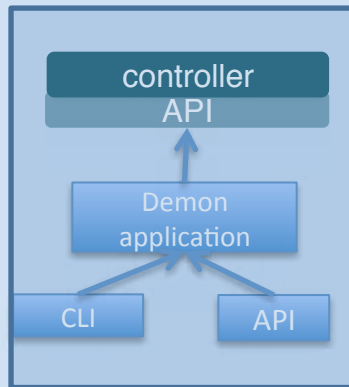 controller
API
Demon
application
CLI
API